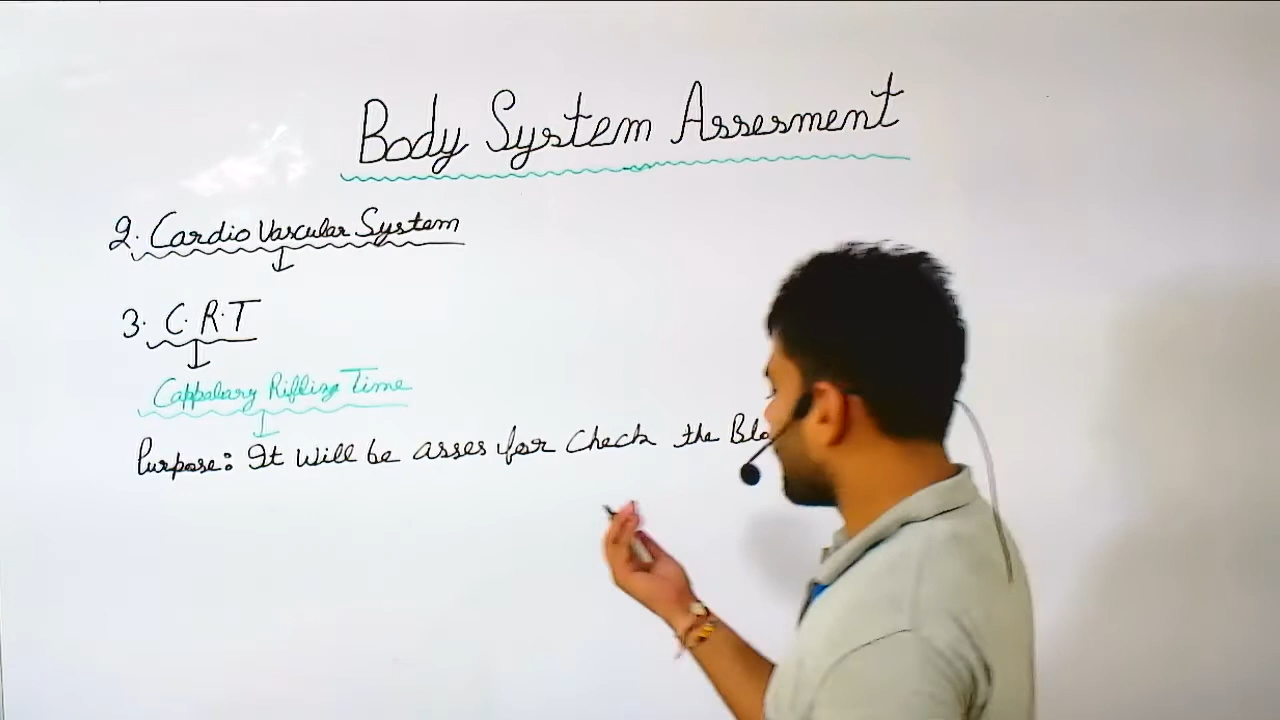 Body System Assesment
2. Cardio Vascular System
3. C.R.T
Cappalary Rifling Time
Purpose: It will be asses for check the Blo